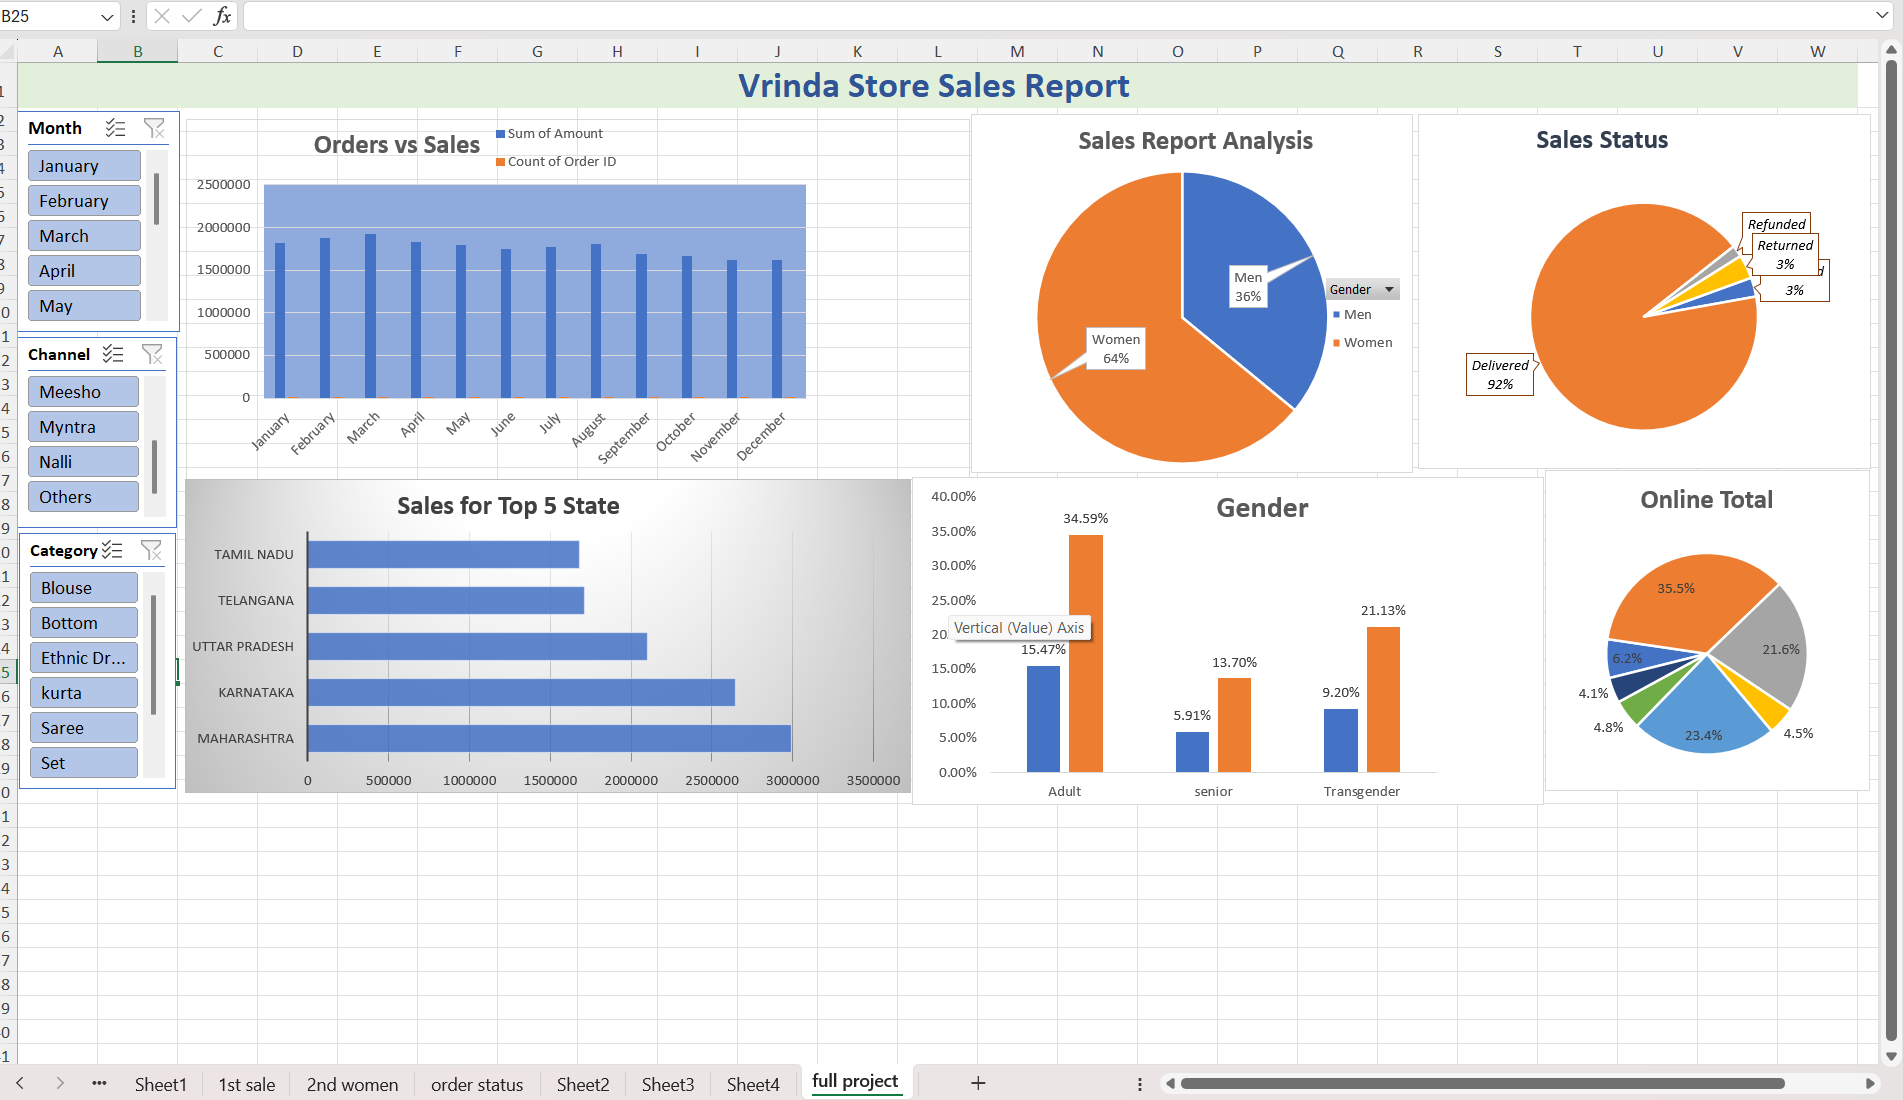 B25
fx
A B C D E F G H I J K L M N O P Q R S T U V W
Vrinda Store Sales Report
Month
January
February
March
April
May
Channel
Meesho
Myntra
Nalli
Others
Category
Blouse
Bottom
Ethnic Dr...
kurta
Saree
Set
Orders vs Sales
Sum of Amount
Count of Order ID
2500000
2000000
1500000
1000000
500000
0
January February March April May June July August September October November December
Sales Report Analysis
Men
36%
Women
64%
Gender
Men
Women
Sales Status
Refunded
Returned
3%
d
3%
Delivered
92%
Sales for Top 5 State
TAMIL NADU
TELANGANA
UTTAR PRADESH
KARNATAKA
MAHARASHTRA
0 500000 1000000 1500000 2000000 2500000 3000000 3500000
Gender
40.00%
35.00%
30.00%
25.00%
20
15.00%
10.00%
5.00%
0.00%
Vertical (Value) Axis
15.47%
34.59%
5.91%
13.70%
9.20%
21.13%
Adult senior Transgender
Online Total
35.5%
21.6%
6.2%
4.1%
4.8%
23.4%
4.5%
Sheet1 1st sale 2nd women order status Sheet2 Sheet3 Sheet4 full project